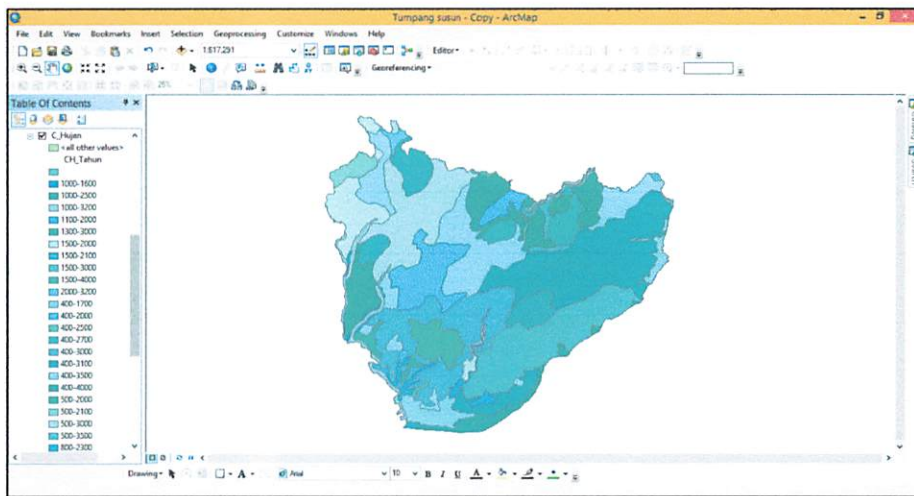 Tumpang susun - Copy - ArcMap
File Edit View Bookmarks Insert Selection Geoprocessing Customize Windows Help
1:617,291 Editor
Georeferencing
26%
Table Of Contents
C_Hujan
<all other values>
CH_Tahun
1000-1600
1000-2500
1000-3200
1100-2000
1300-3000
1500-2000
1500-2100
1500-3000
1500-4000
2000-3200
400-1700
400-2000
400-2500
400-2700
400-3000
400-3100
400-3500
400-4000
500-2000
500-2100
500-3000
500-3500
800-2300
Drawing A Arial 10 B I U A